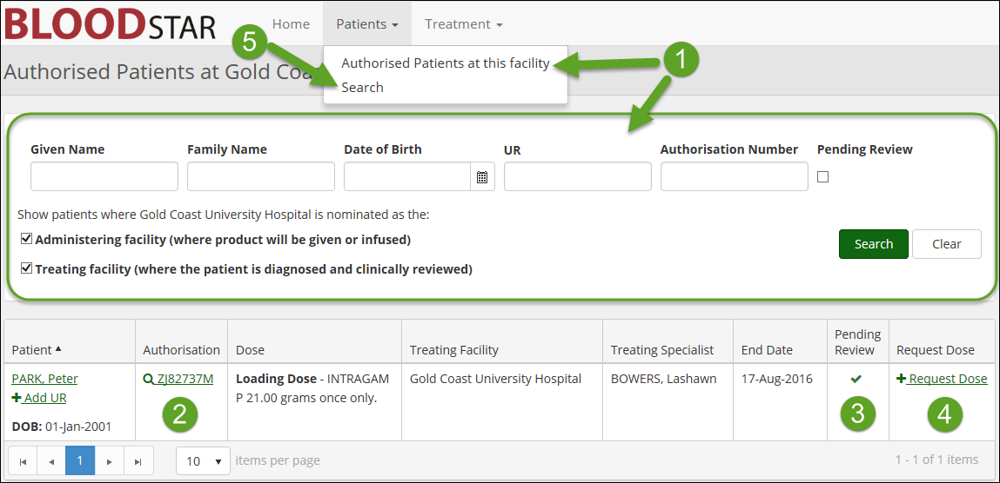 BLOODSTAR Home Patients Treatment
5
1
Authorised Patients at this facility
Search
Authorised Patients at Gold Coa
Given Name Family Name Date of Birth UR Authorisation Number Pending Review
Show patients where Gold Coast University Hospital is nominated as the:
Administering facility (where product will be given or infused)
Search Clear
Treating facility (where the patient is diagnosed and clinically reviewed)
Patient Authorisation Dose Treating Facility Treating Specialist End Date Pending Review Request Dose
PARK, Peter ZJ82737M Loading Dose - INTRAGAM Gold Coast University Hospital BOWERS, Lashawn 17-Aug-2016 Request Dose
Add UR P 21.00 grams once only.
2 3 4
DOB: 01-Jan-2001
1 10 items per page 1 - 1 of 1 items